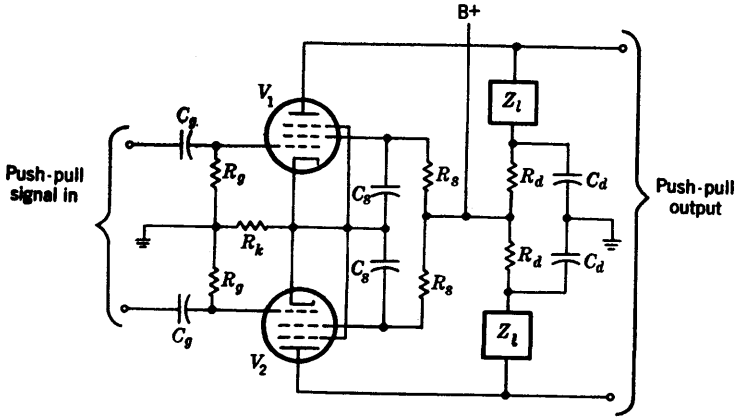 B+
V1
Zl
Cg
Rg
Rs
Rd
Cd
Cs
Push-pull
signal in
Push-pull
output
Rk
Cs
Rg
Rs
Rd
Cd
Cg
V2
Zl